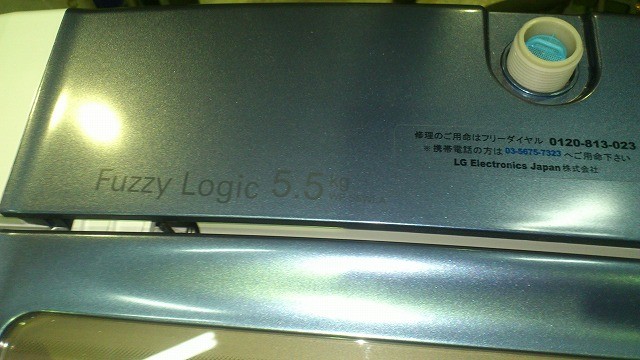 修理のご用命はフリーダイヤル 0120-813-023
※携帯電話の方は 03-5675-7323 へご用命下さい
LG Electronics Japan 株式会社
Fuzzy Logic 5.5 kg